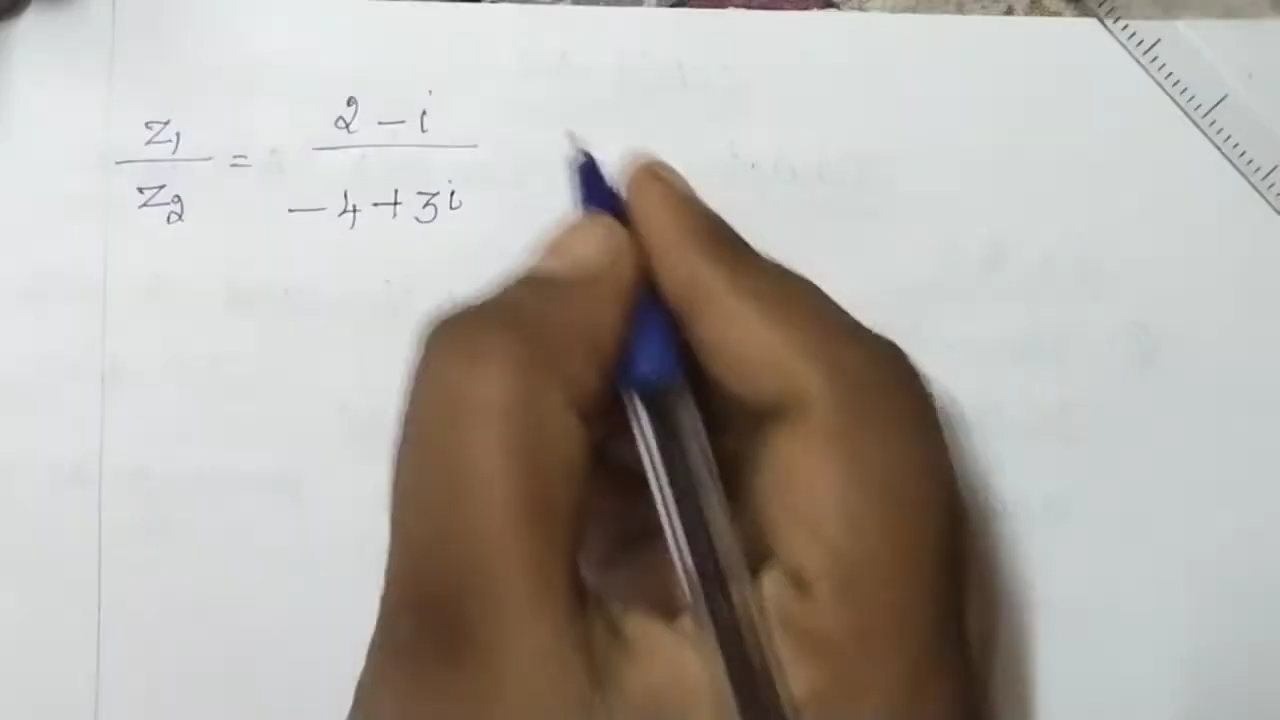 z₁/z₂ = (2 - i)/(-4 + 3i)